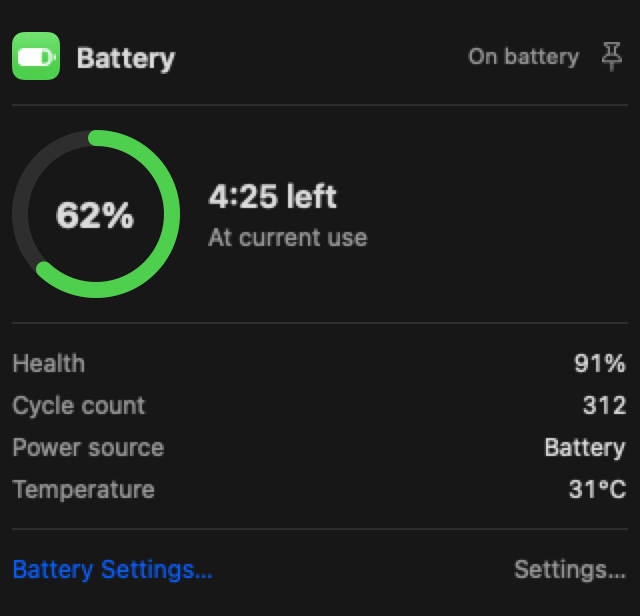 Battery
On battery
62%
4:25 left
At current use
Health 91%
Cycle count 312
Power source Battery
Temperature 31°C
Battery Settings...
Settings...